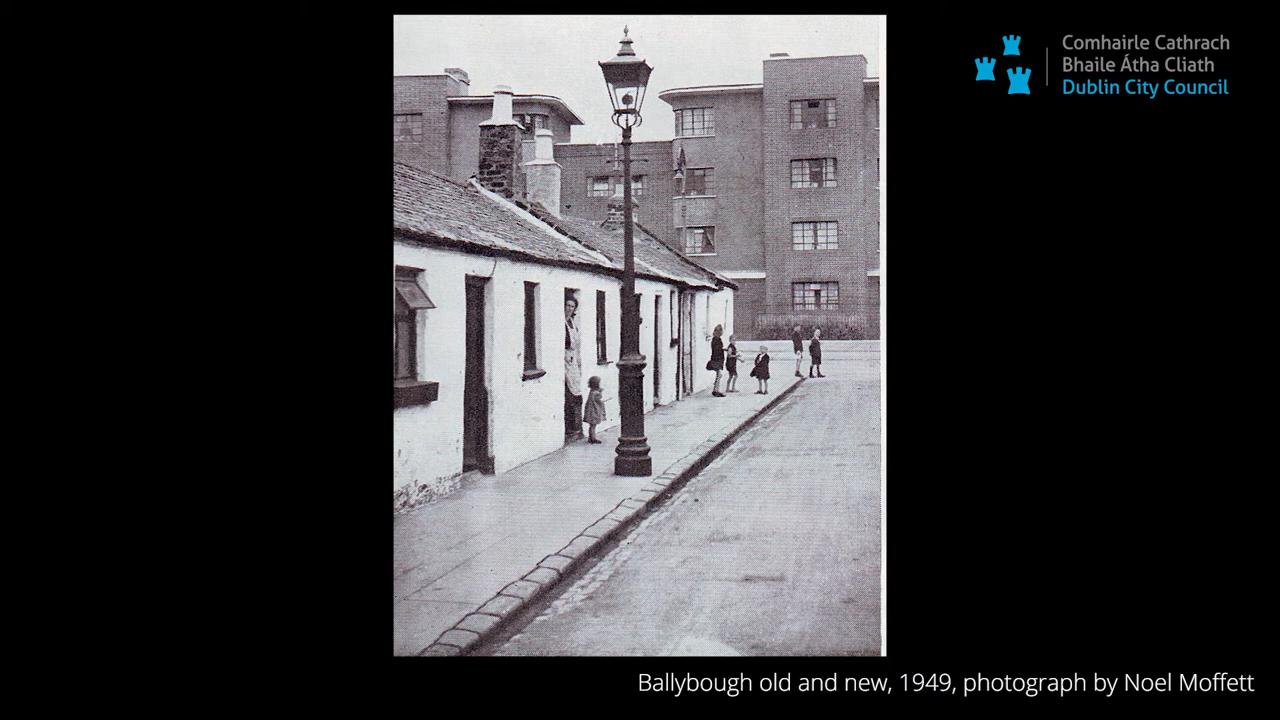 Comhairle Cathrach
Bhaile Átha Cliath
Dublin City Council
Ballybough old and new, 1949, photograph by Noel Moffett